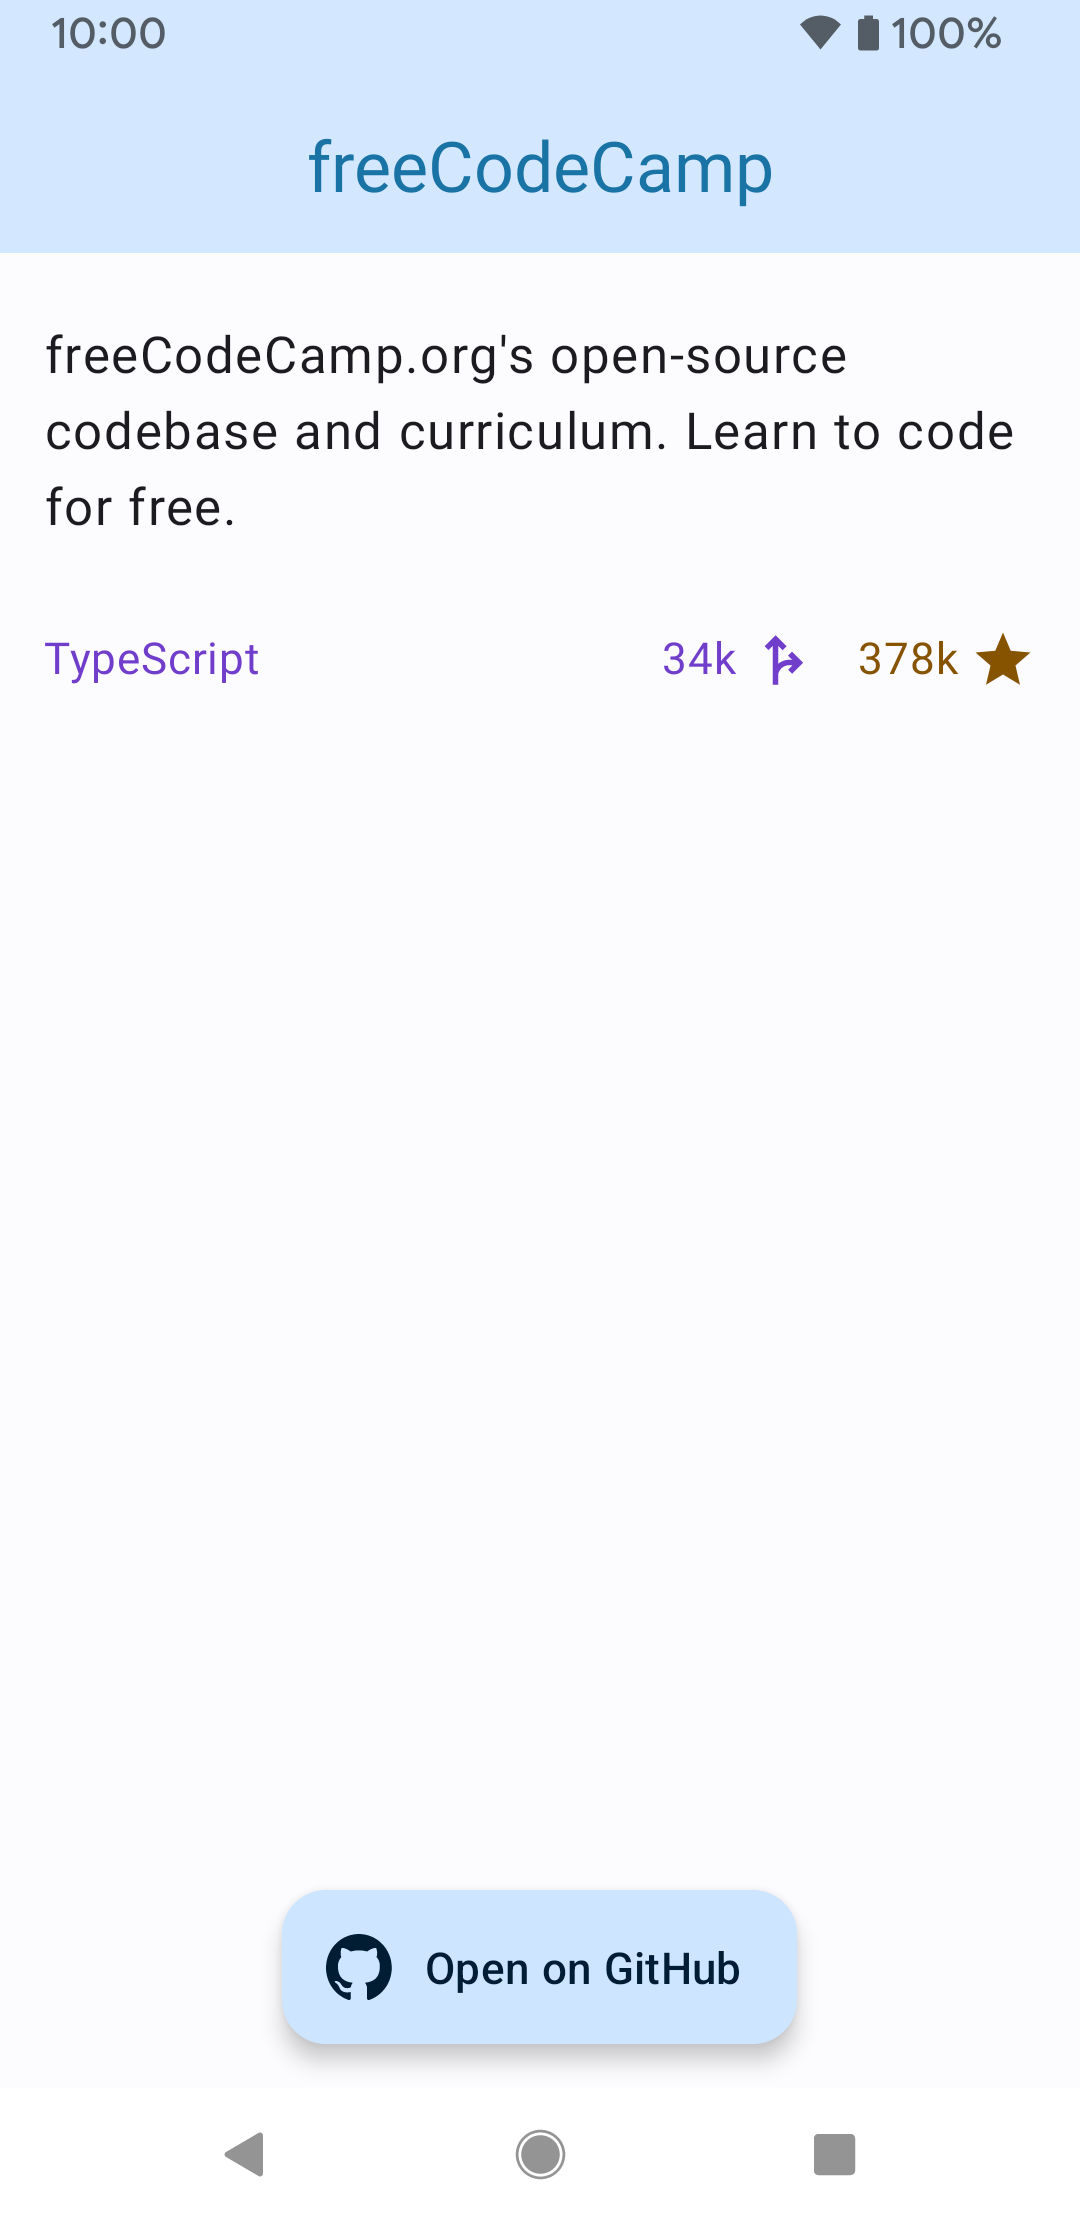 10:00 100%
freeCodeCamp
freeCodeCamp.org's open-source
codebase and curriculum. Learn to code
for free.
TypeScript 34k 378k
Open on GitHub